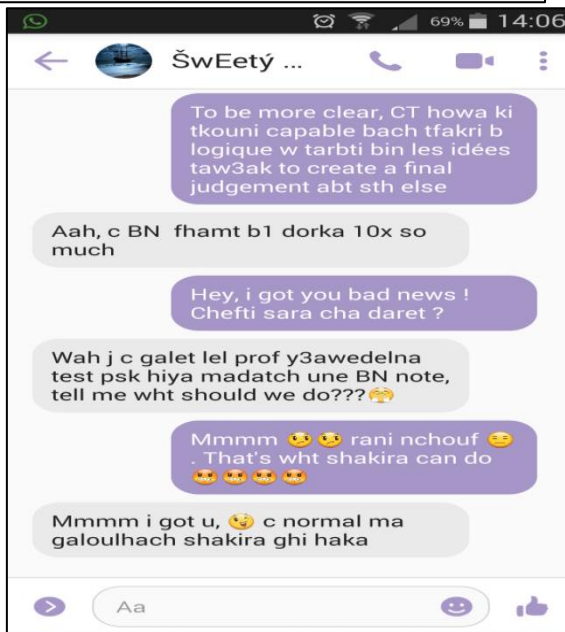 69% 14:06
ŠwEetý ...
To be more clear, CT howa ki
tkouni capable bach tfakri b
logique w tarbti bin les idées
taw3ak to create a final
judgement abt sth else
Aah, c BN fhamt b1 dorka 10x so
much
Hey, i got you bad news !
Chefti sara cha daret ?
Wah j c galet lel prof y3awedelna
test psk hiya madatch une BN note,
tell me wht should we do???😤
Mmmm 🤔🤔 rani nchouf 😒
. That's wht shakira can do
😷😷😷😷
Mmmm i got u, 😜 c normal ma
galoulhach shakira ghi haka
Aa